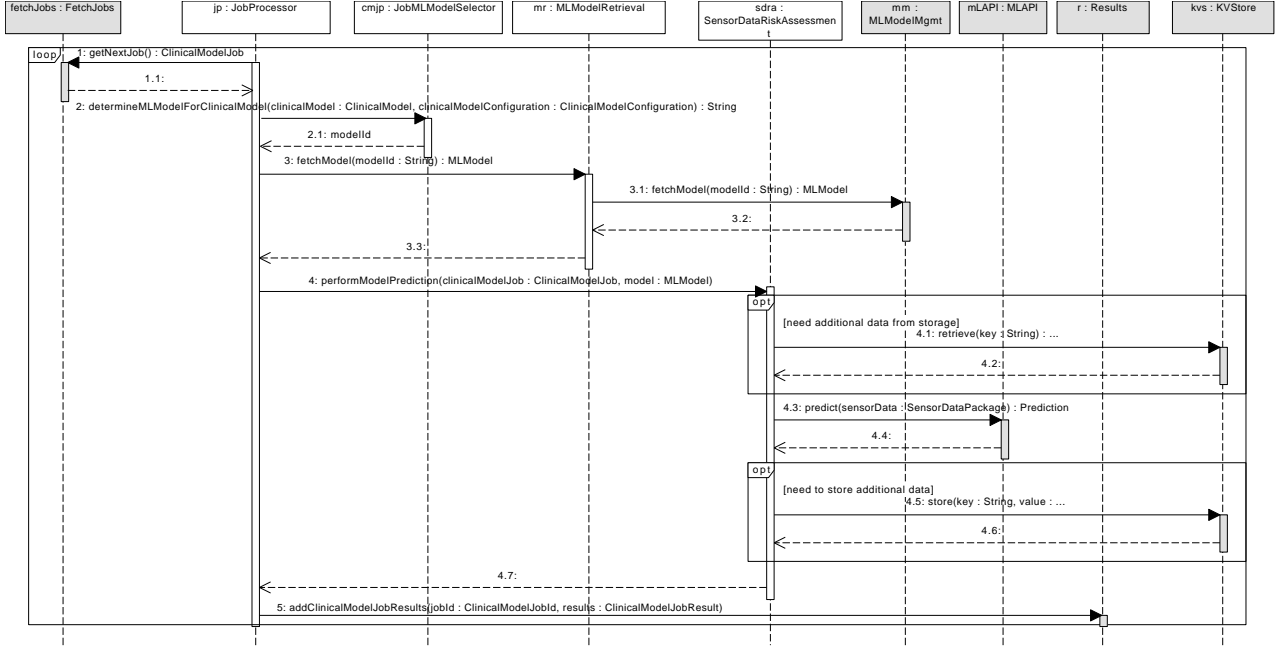 fetchJobs : FetchJobs
jp : JobProcessor
cmjp : JobMLModelSelector
mr : MLModelRetrieval
sdra :
SensorDataRiskAssessmen
t
mm :
MLModelMgmt
mLAPI : MLAPI
r : Results
kvs : KVStore
loop
1: getNextJob() : ClinicalModelJob
1.1:
2: determineMLModelForClinicalModel(clinicalModel : ClinicalModel, clinicalModelConfiguration : ClinicalModelConfiguration) : String
2.1: modelId
3: fetchModel(modelId : String) : MLModel
3.1: fetchModel(modelId : String) : MLModel
3.2:
3.3:
4: performModelPrediction(clinicalModelJob : ClinicalModelJob, model : MLModel)
opt
[need additional data from storage]
4.1: retrieve(key : String) : ...
4.2:
4.3: predict(sensorData : SensorDataPackage) : Prediction
4.4:
opt
[need to store additional data]
4.5: store(key : String, value : ...
4.6:
4.7:
5: addClinicalModelJobResults(jobId : ClinicalModelJobId, results : ClinicalModelJobResult)